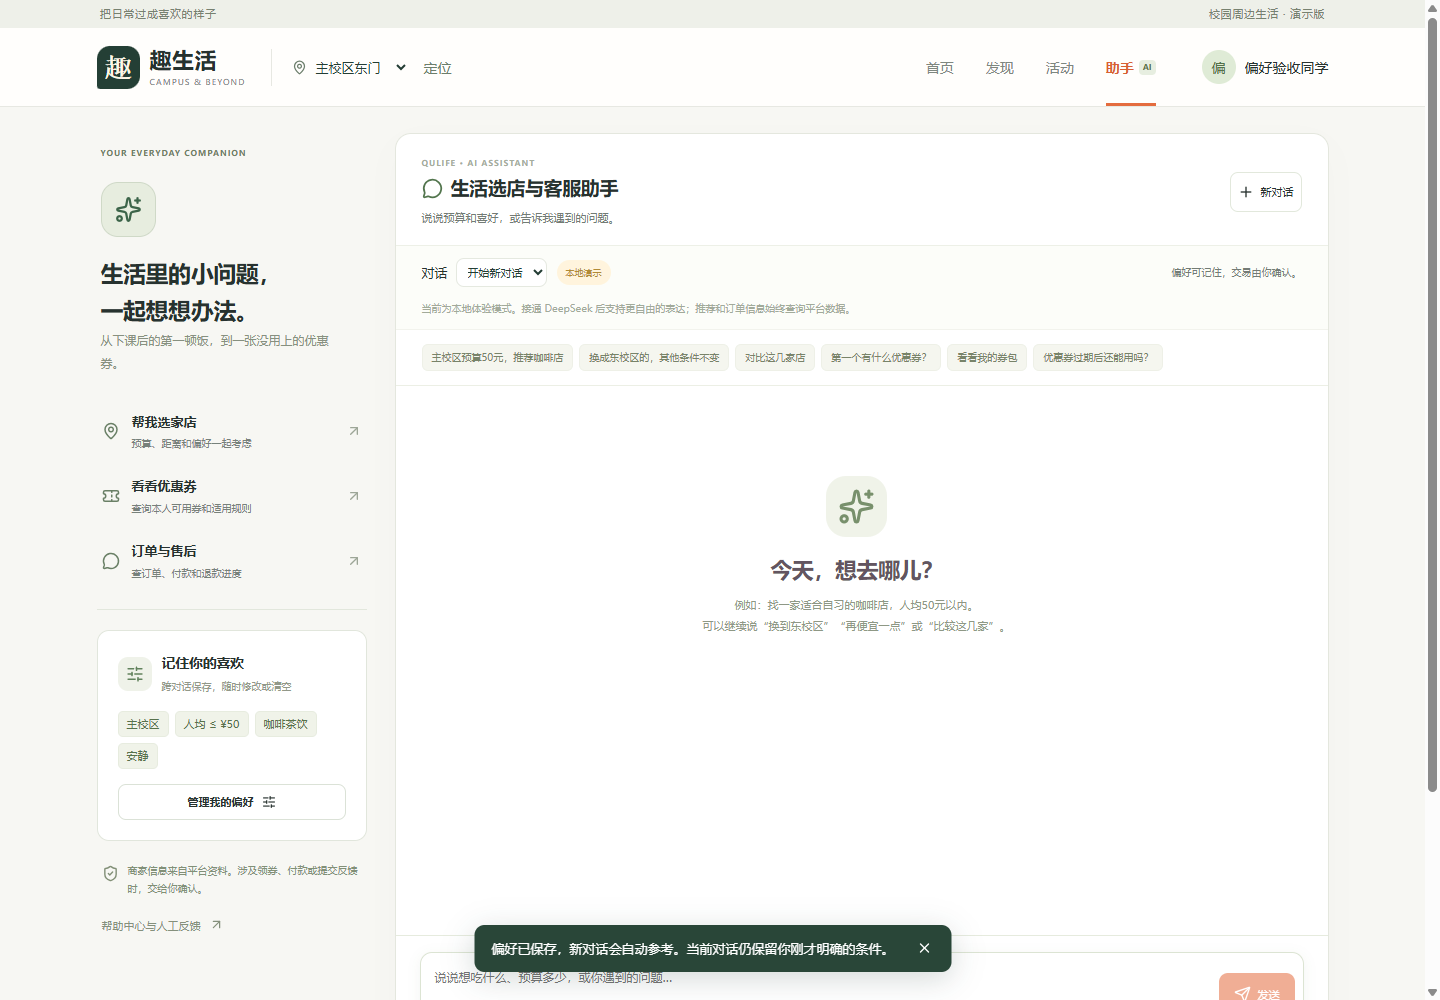 把日常过成喜欢的样子
校园周边生活 · 演示版
趣
趣生活
CAMPUS & BEYOND
主校区东门
定位
首页
发现
活动
助手 AI
偏
偏好验收同学
YOUR EVERYDAY COMPANION
生活里的小问题，
一起想想办法。
从下课后的第一顿饭，到一张没用上的优惠
券。
帮我选家店
预算、距离和偏好一起考虑
看看优惠券
查询本人可用券和适用规则
订单与售后
查订单、付款和退款进度
记住你的喜欢
跨对话保存，随时修改或清空
主校区
人均 ≤ ¥50
咖啡茶饮
安静
管理我的偏好
商家信息来自平台资料。涉及领券、付款或提交反馈
时，交给你确认。
帮助中心与人工反馈
QULIFE • AI ASSISTANT
生活选店与客服助手
说说预算和喜好，或告诉我遇到的问题。
新对话
对话
开始新对话
本地演示
偏好可记住，交易由你确认。
当前为本地体验模式。接通 DeepSeek 后支持更自由的表达；推荐和订单信息始终查询平台数据。
主校区预算50元，推荐咖啡店
换成东校区的，其他条件不变
对比这几家店
第一个有什么优惠券？
看看我的券包
优惠券过期后还能用吗？
今天，想去哪儿？
例如：找一家适合自习的咖啡店，人均50元以内。
可以继续说“换到东校区”“再便宜一点”或“比较这几家”。
偏好已保存，新对话会自动参考。当前对话仍保留你刚才明确的条件。
说说想吃什么、预算多少，或你遇到的问题...
发送